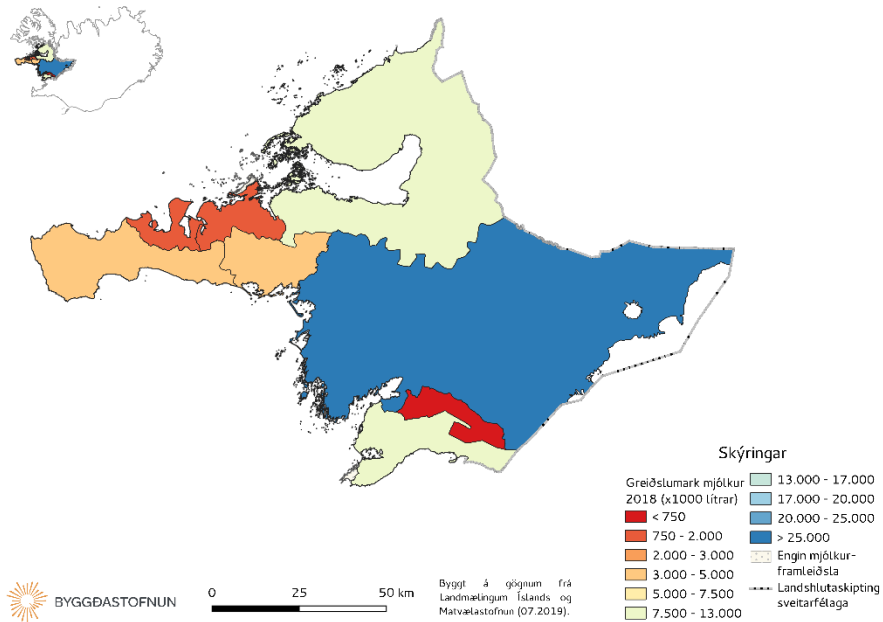 Skýringar
Greiðslumark mjólkur
2018 (x1000 lítrar)
< 750
750 - 2.000
2.000 - 3.000
3.000 - 5.000
5.000 - 7.500
7.500 - 13.000
13.000 - 17.000
17.000 - 20.000
20.000 - 25.000
> 25.000
Engin mjólkur-
framleiðsla
Landshlutaskipting
sveitarfélaga
BYGGÐASTOFNUN
0 25 50 km
Byggt á gögnum frá
Landmælingum Íslands og
Matvælastofnun (07.2019).